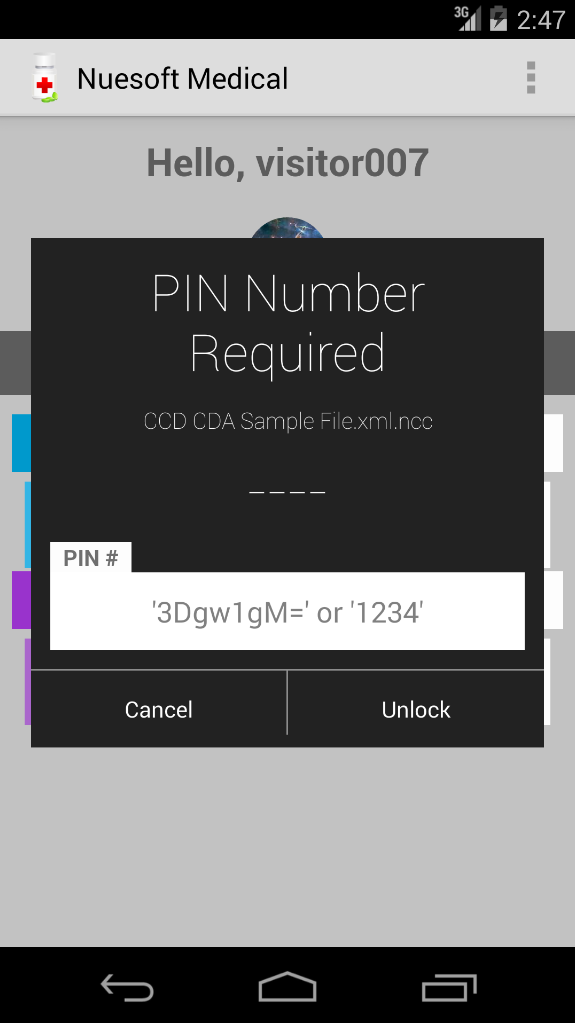 3G 2:47
Nuesoft Medical
Hello, visitor007
PIN Number
Required
CCD CDA Sample File.xml.ncc
_ _ _ _
PIN #
'3Dgw1gM=' or '1234'
Cancel Unlock